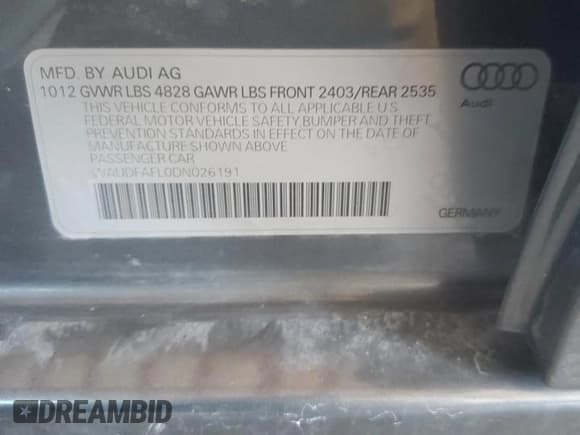 MFD. BY AUDI AG
1012 GVWR LBS 4828 GAWR LBS FRONT 2403/REAR 2535
THIS VEHICLE CONFORMS TO ALL APPLICABLE U.S.
FEDERAL MOTOR VEHICLE SAFETY BUMPER AND THEFT
PREVENTION STANDARDS IN EFFECT ON THE DATE OF
MANUFACTURE SHOWN ABOVE
PASSENGER CAR
WAUDFAFL0DN026191
Audi
GERMANY
DREAMBID